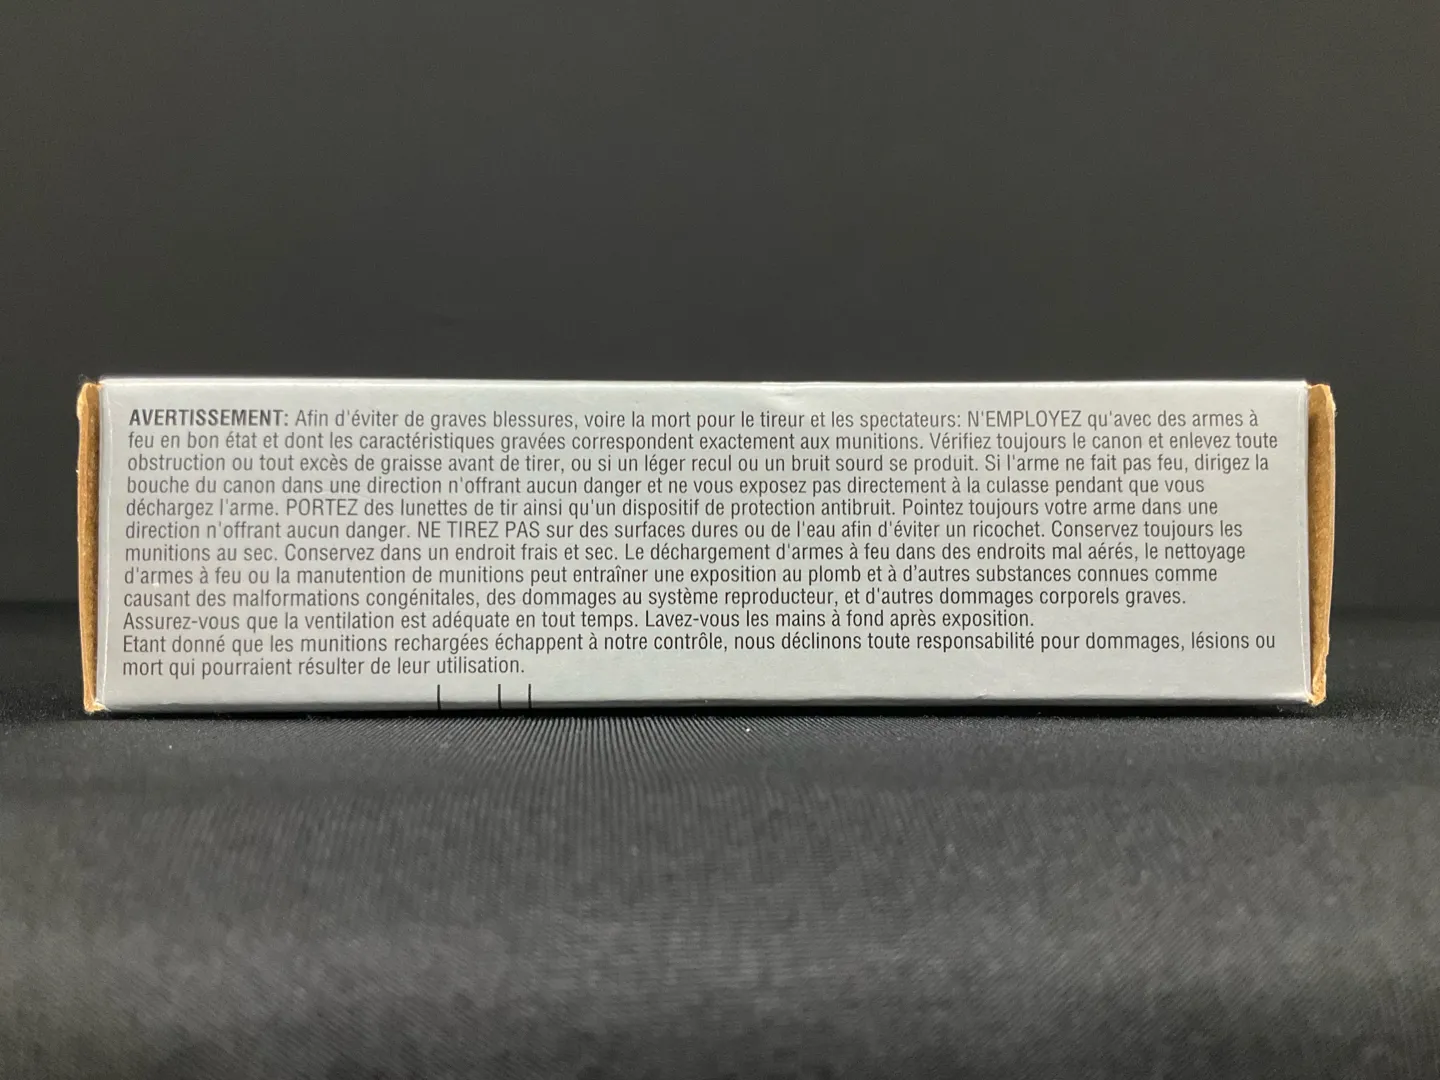 AVERTISSEMENT: Afin d'éviter de graves blessures, voire la mort pour le tireur et les spectateurs: N'EMPLOYEZ qu'avec des armes à
feu en bon état et dont les caractéristiques gravées correspondent exactement aux munitions. Vérifiez toujours le canon et enlevez toute
obstruction ou tout excès de graisse avant de tirer, ou si un léger recul ou un bruit sourd se produit. Si l'arme ne fait pas feu, dirigez la
bouche du canon dans une direction n'offrant aucun danger et ne vous exposez pas directement à la culasse pendant que vous
déchargez l'arme. PORTEZ des lunettes de tir ainsi qu'un dispositif de protection antibruit. Pointez toujours votre arme dans une
direction n'offrant aucun danger. NE TIREZ PAS sur des surfaces dures ou de l'eau afin d'éviter un ricochet. Conservez toujours les
munitions au sec. Conservez dans un endroit frais et sec. Le déchargement d'armes à feu dans des endroits mal aérés, le nettoyage
d'armes à feu ou la manutention de munitions peut entraîner une exposition au plomb et à d'autres substances connues comme
causant des malformations congénitales, des dommages au système reproducteur, et d'autres dommages corporels graves.
Assurez-vous que la ventilation est adéquate en tout temps. Lavez-vous les mains à fond après exposition.
Etant donné que les munitions rechargées échappent à notre contrôle, nous déclinons toute responsabilité pour dommages, lésions ou
mort qui pourraient résulter de leur utilisation.